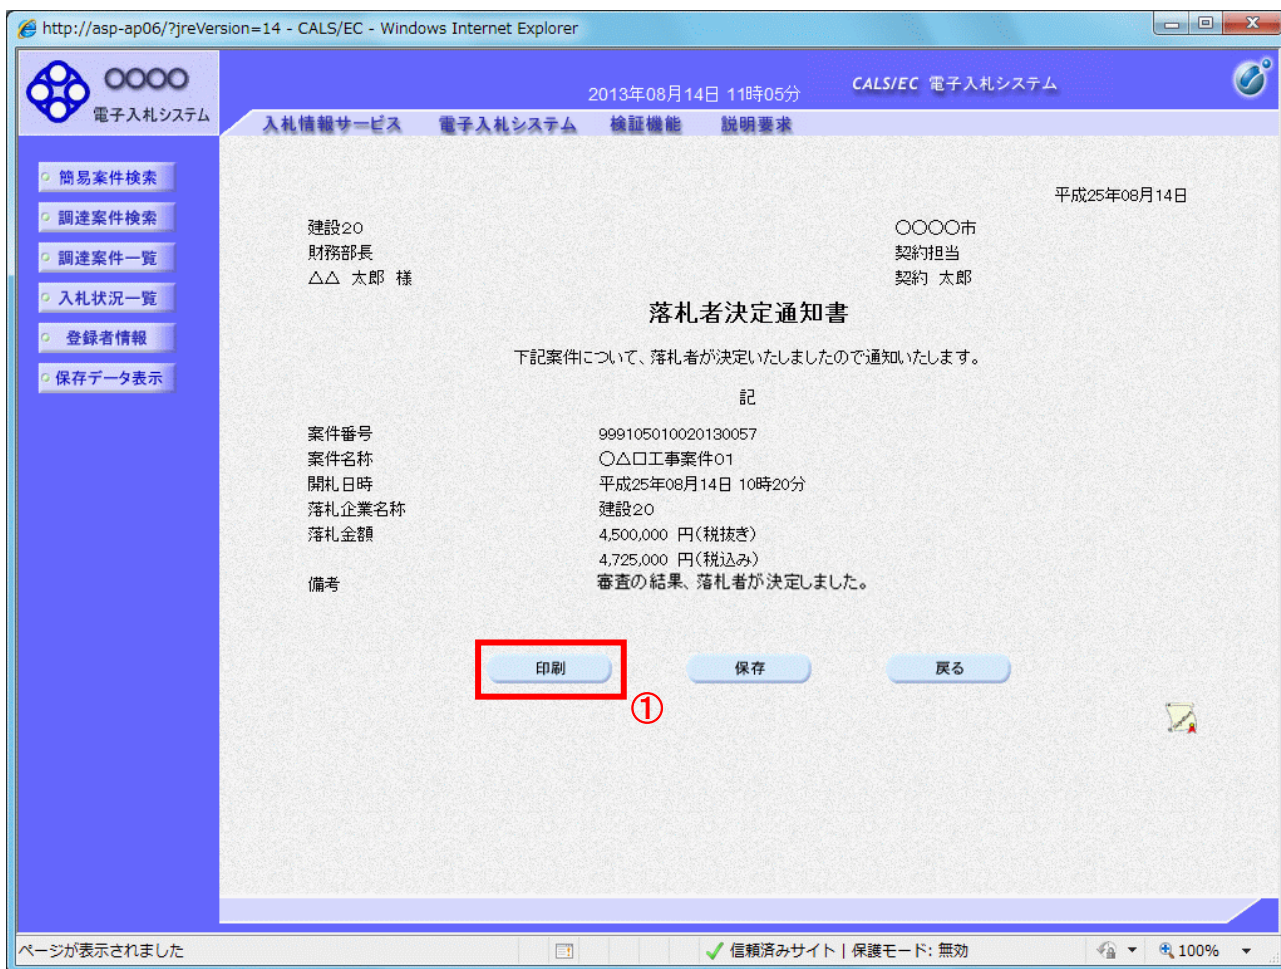 http://asp-ap06/?jreVersion=14 - CALS/EC - Windows Internet Explorer
〇〇〇〇
電子入札システム
2013年08月14日 11時05分
CALS/EC 電子入札システム
入札情報サービス 電子入札システム 検証機能 説明要求
簡易案件検索
調達案件検索
調達案件一覧
入札状況一覧
登録者情報
保存データ表示
平成25年08月14日
建設20
財務部長
△△ 太郎 様
〇〇〇〇市
契約担当
契約 太郎
落札者決定通知書
下記案件について、落札者が決定いたしましたので通知いたします。
記
案件番号 999105010020130057
案件名称 〇△口工事案件01
開札日時 平成25年08月14日 10時20分
落札企業名称 建設20
落札金額 4,500,000 円(税抜き)
4,725,000 円(税込み)
備考 審査の結果、落札者が決定しました。
印刷 保存 戻る
①
ページが表示されました
信頼済みサイト | 保護モード: 無効
100%